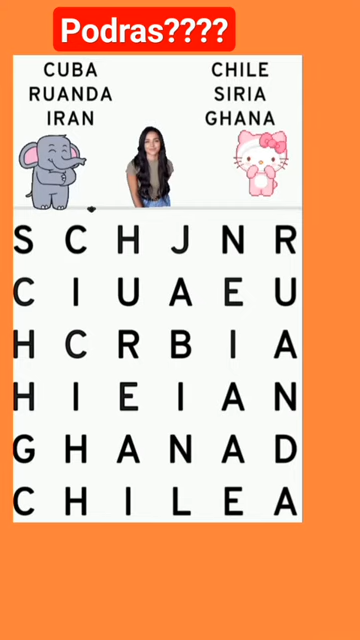 Podras????
CUBA CHILE
RUANDA SIRIA
IRAN GHANA
S C H J N R
C I U A E U
H C R B I A
H I E I A N
G H A N A D
C H I L E A